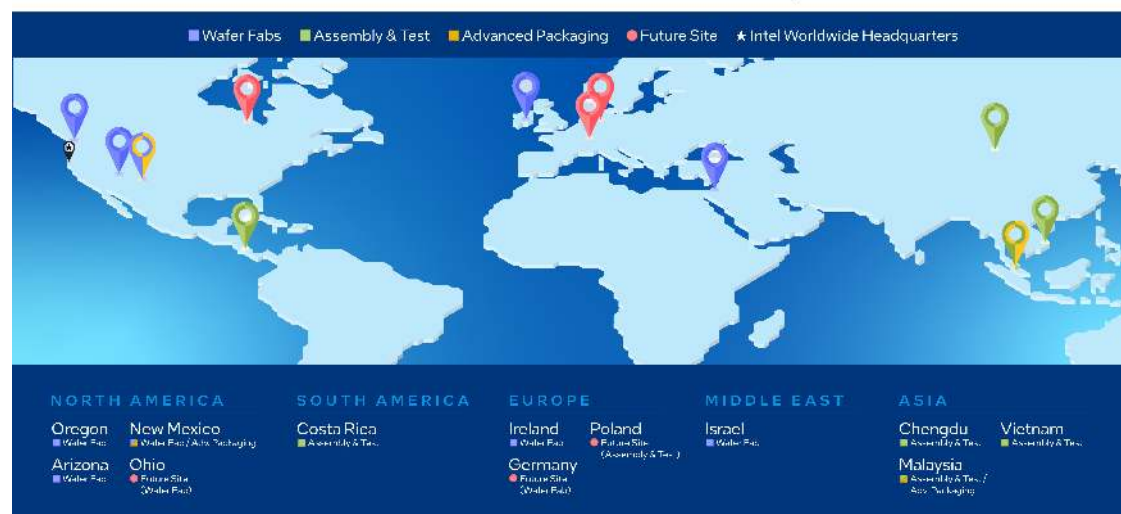 Wafer Fabs Assembly & Test Advanced Packaging Future Site Intel Worldwide Headquarters
NORTH AMERICA
Oregon
Wafer Fab
New Mexico
Wafer Fab / Adv. Packaging
Arizona
Wafer Fab
Ohio
Future Site
(Wafer Fab)
SOUTH AMERICA
Costa Rica
Assembly & Test
EUROPE
Ireland
Wafer Fab
Poland
Future Site
(Assembly & Test)
Germany
Future Site
(Wafer Fab)
MIDDLE EAST
Israel
Wafer Fab
ASIA
Chengdu
Assembly & Test
Vietnam
Assembly & Test
Malaysia
Assembly & Test /
Adv. Packaging